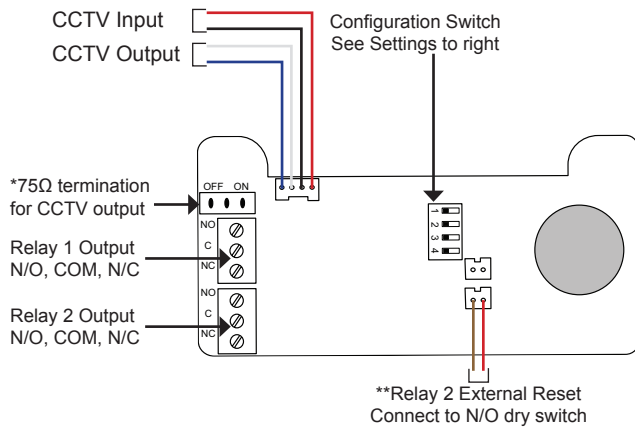 CCTV Input
CCTV Output
Configuration Switch
See Settings to right
*75Ω termination
for CCTV output
OFF ON
Relay 1 Output
N/O, COM, N/C
NO
C
NC
Relay 2 Output
N/O, COM, N/C
NO
C
NC
1
2
3
4
**Relay 2 External Reset
Connect to N/O dry switch